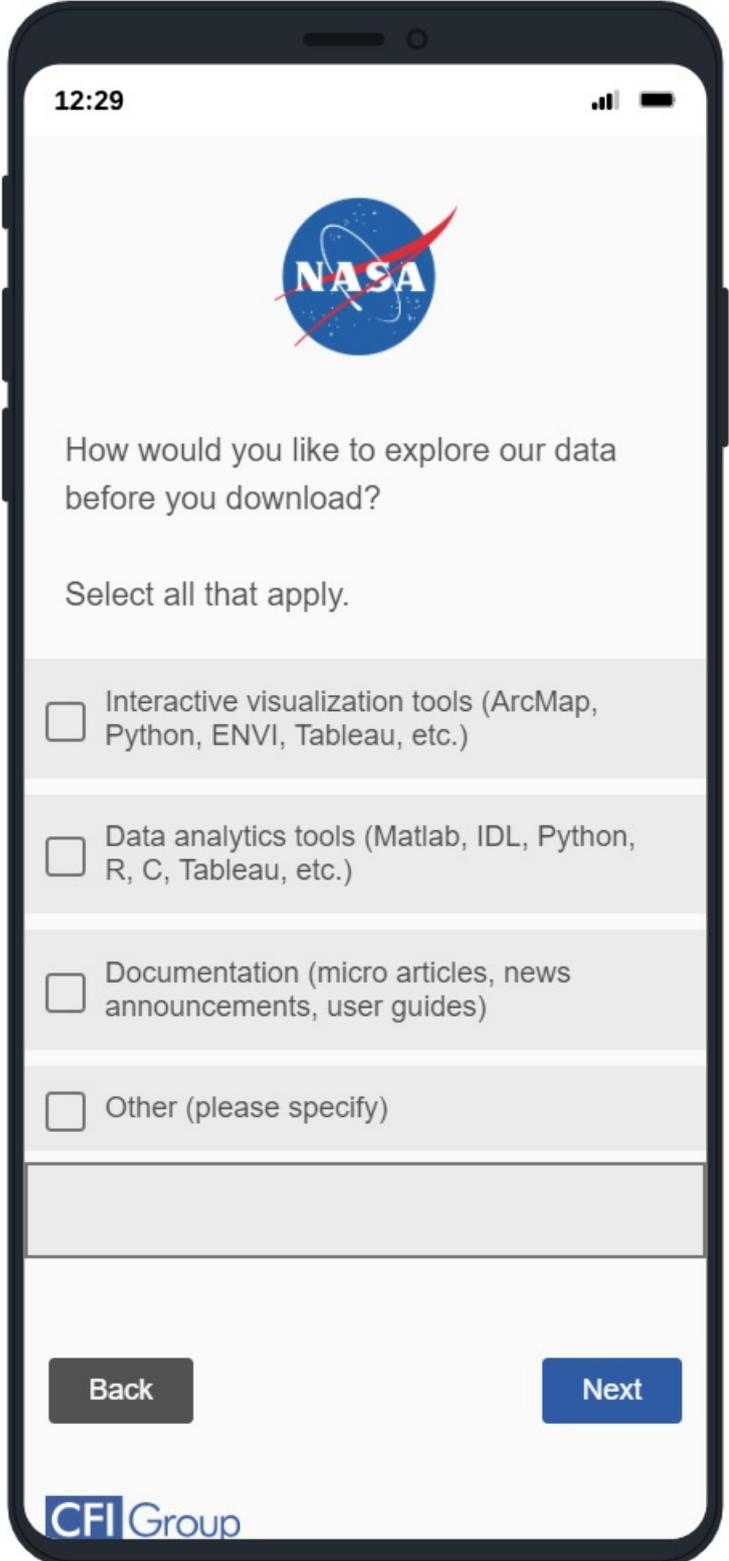 12:29
NASA
How would you like to explore our data
before you download?
Select all that apply.
Interactive visualization tools (ArcMap,
Python, ENVI, Tableau, etc.)
Data analytics tools (Matlab, IDL, Python,
R, C, Tableau, etc.)
Documentation (micro articles, news
announcements, user guides)
Other (please specify)
Back
Next
CFI Group